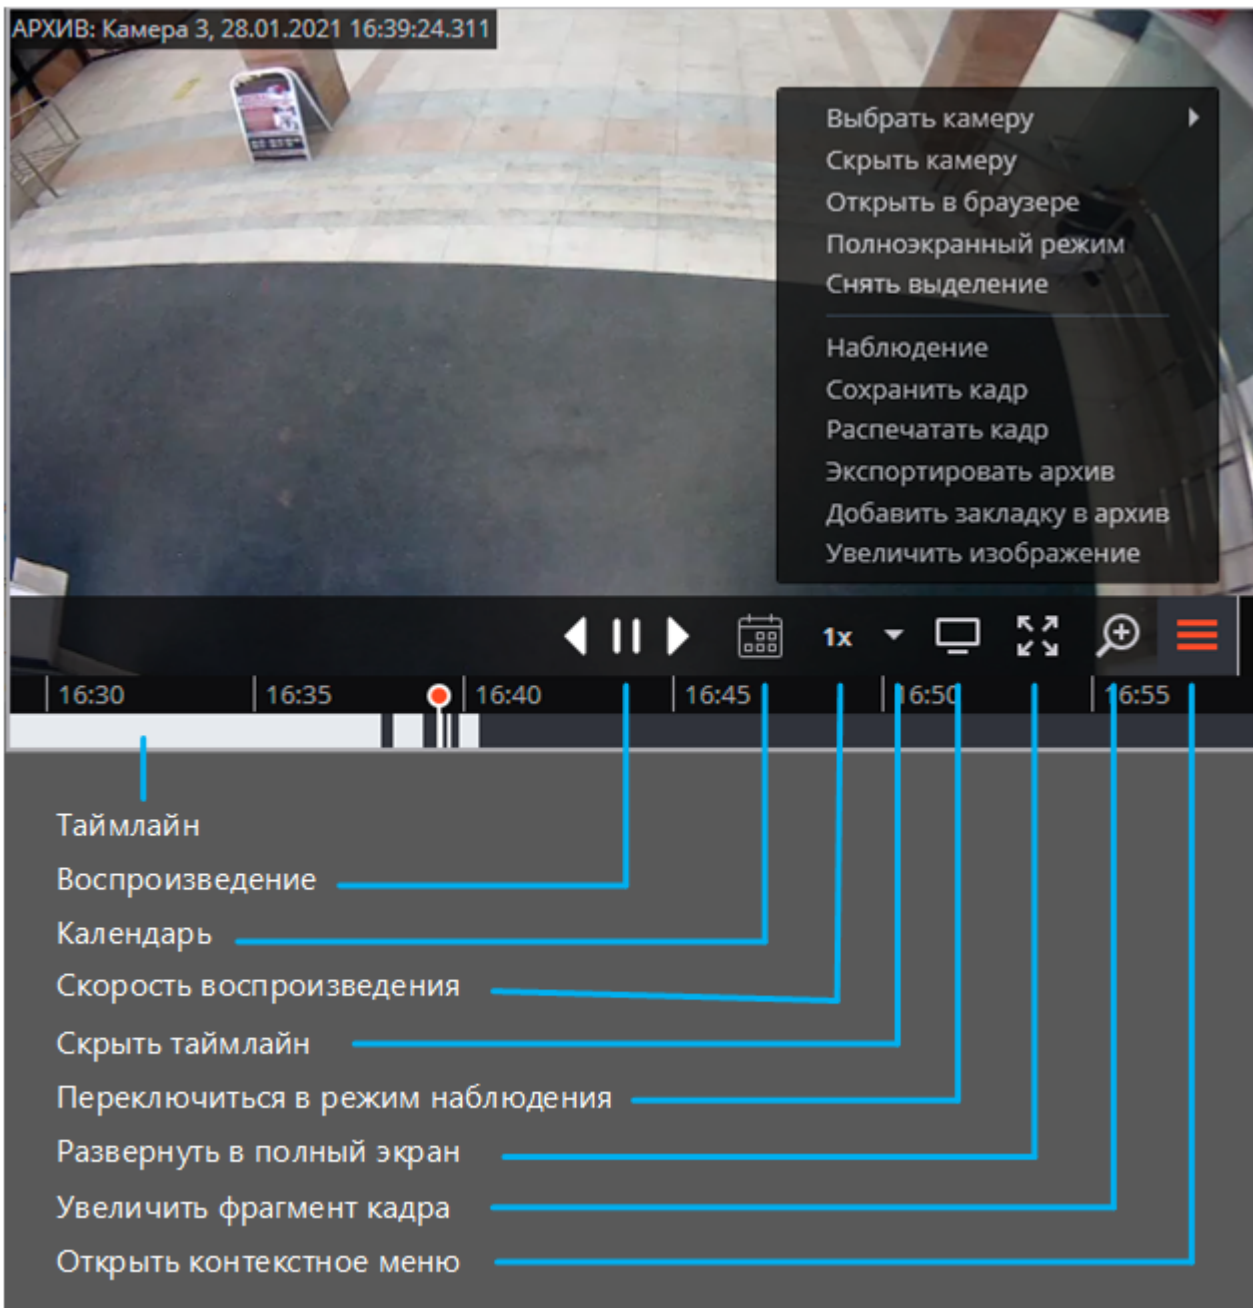 АРХИВ: Камера 3, 28.01.2021 16:39:24.311
Выбрать камеру
Скрыть камеру
Открыть в браузере
Полноэкранный режим
Снять выделение
Наблюдение
Сохранить кадр
Распечатать кадр
Экспортировать архив
Добавить закладку в архив
Увеличить изображение
1x
16:30 16:35 16:40 16:45 16:50 16:55
Таймлайн
Воспроизведение
Календарь
Скорость воспроизведения
Скрыть таймлайн
Переключиться в режим наблюдения
Развернуть в полный экран
Увеличить фрагмент кадра
Открыть контекстное меню